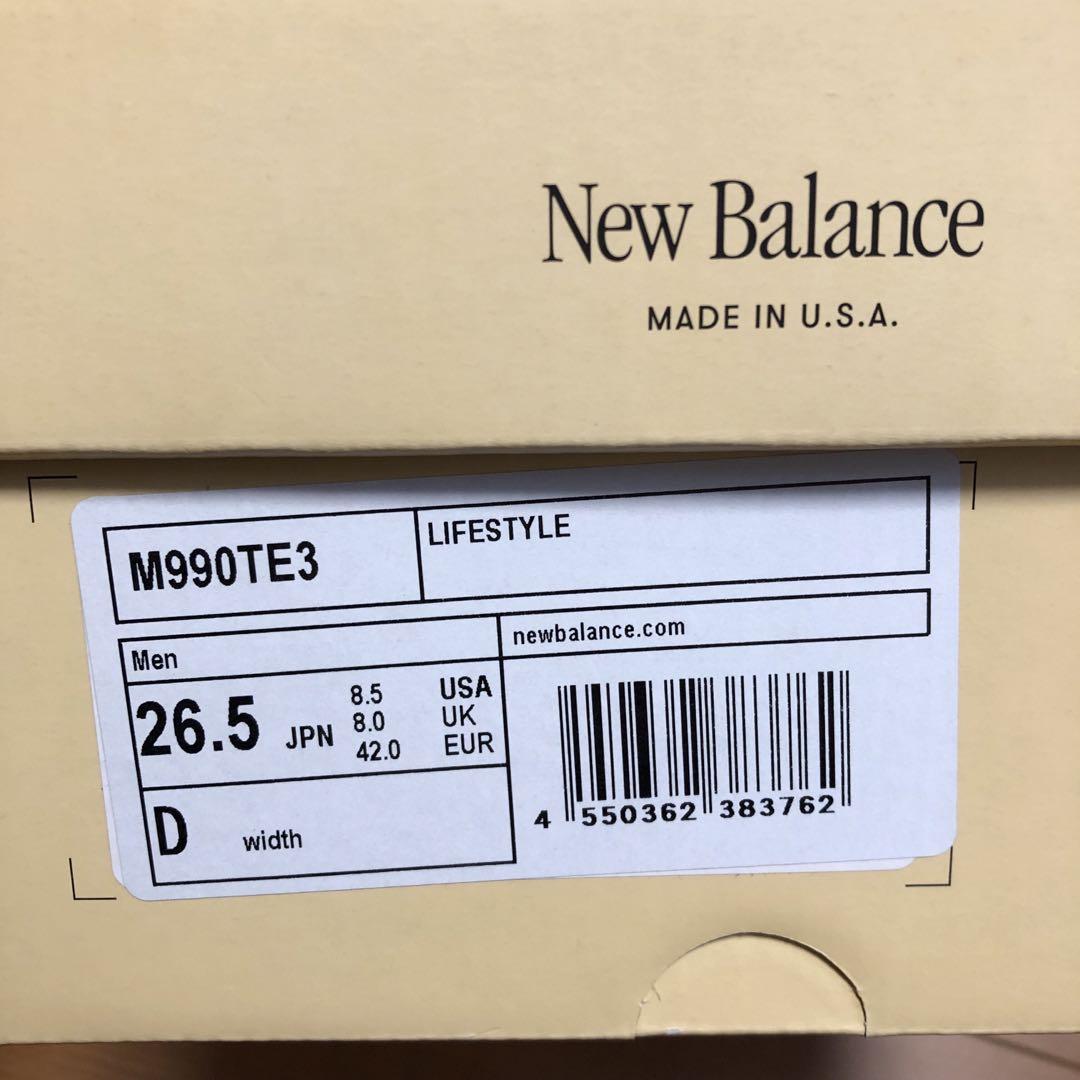 New Balance
MADE IN U.S.A.
M990TE3
LIFESTYLE
Men
newbalance.com
26.5 JPN
8.5 USA
8.0 UK
42.0 EUR
D width
4 550362 383762